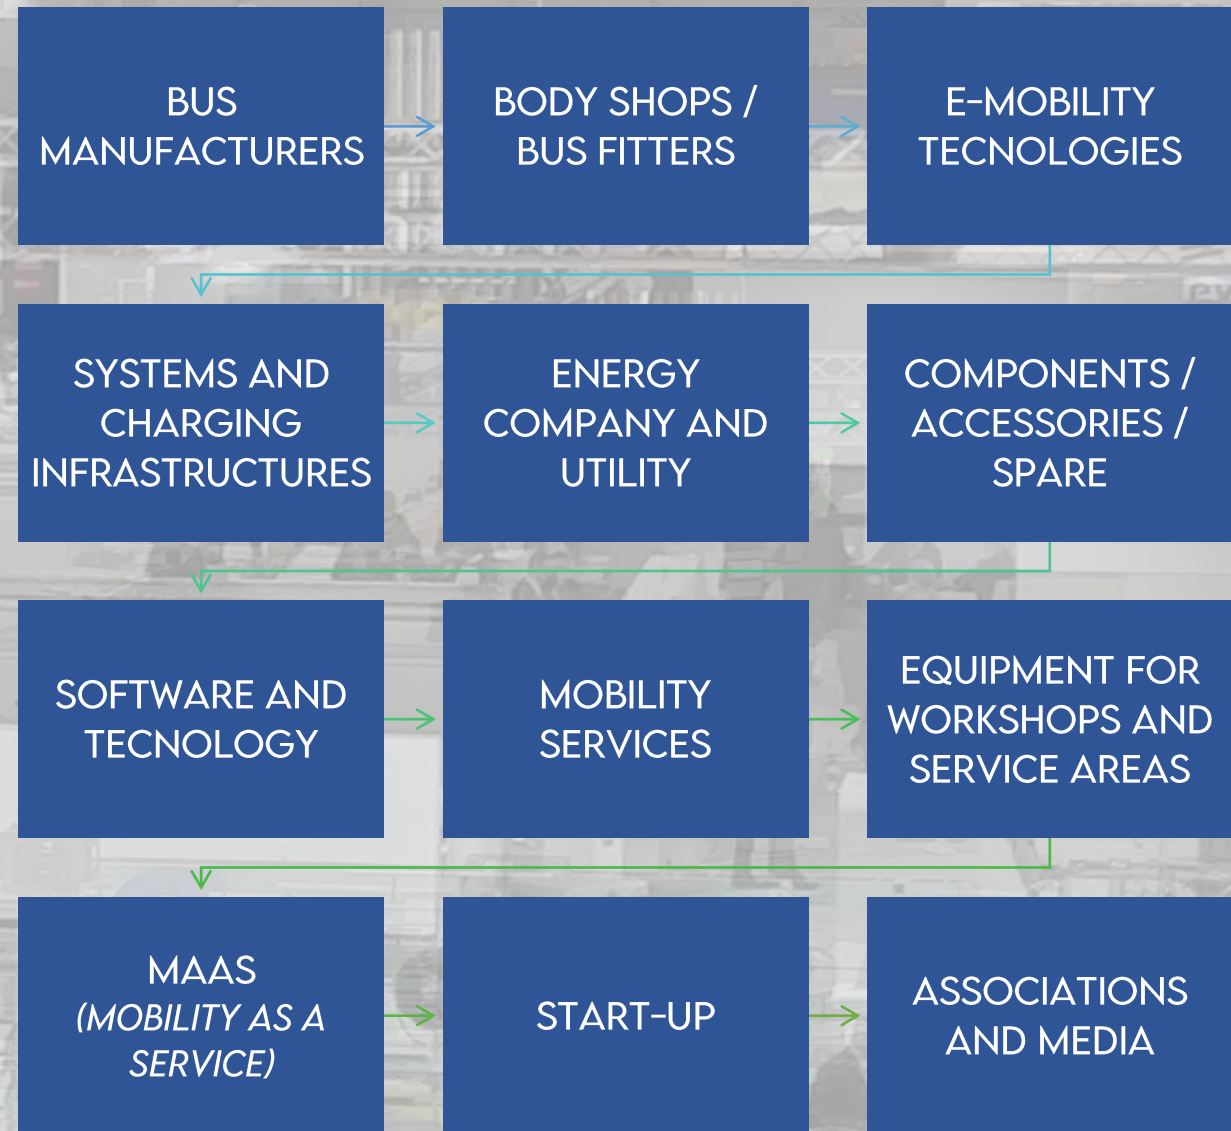 BUS
MANUFACTURERS
BODY SHOPS /
BUS FITTERS
E-MOBILITY
TECNOLOGIES
SYSTEMS AND
CHARGING
INFRASTRUCTURES
ENERGY
COMPANY AND
UTILITY
COMPONENTS /
ACCESSORIES /
SPARE
SOFTWARE AND
TECNOLOGY
MOBILITY
SERVICES
EQUIPMENT FOR
WORKSHOPS AND
SERVICE AREAS
MAAS
(MOBILITY AS A
SERVICE)
START-UP
ASSOCIATIONS
AND MEDIA